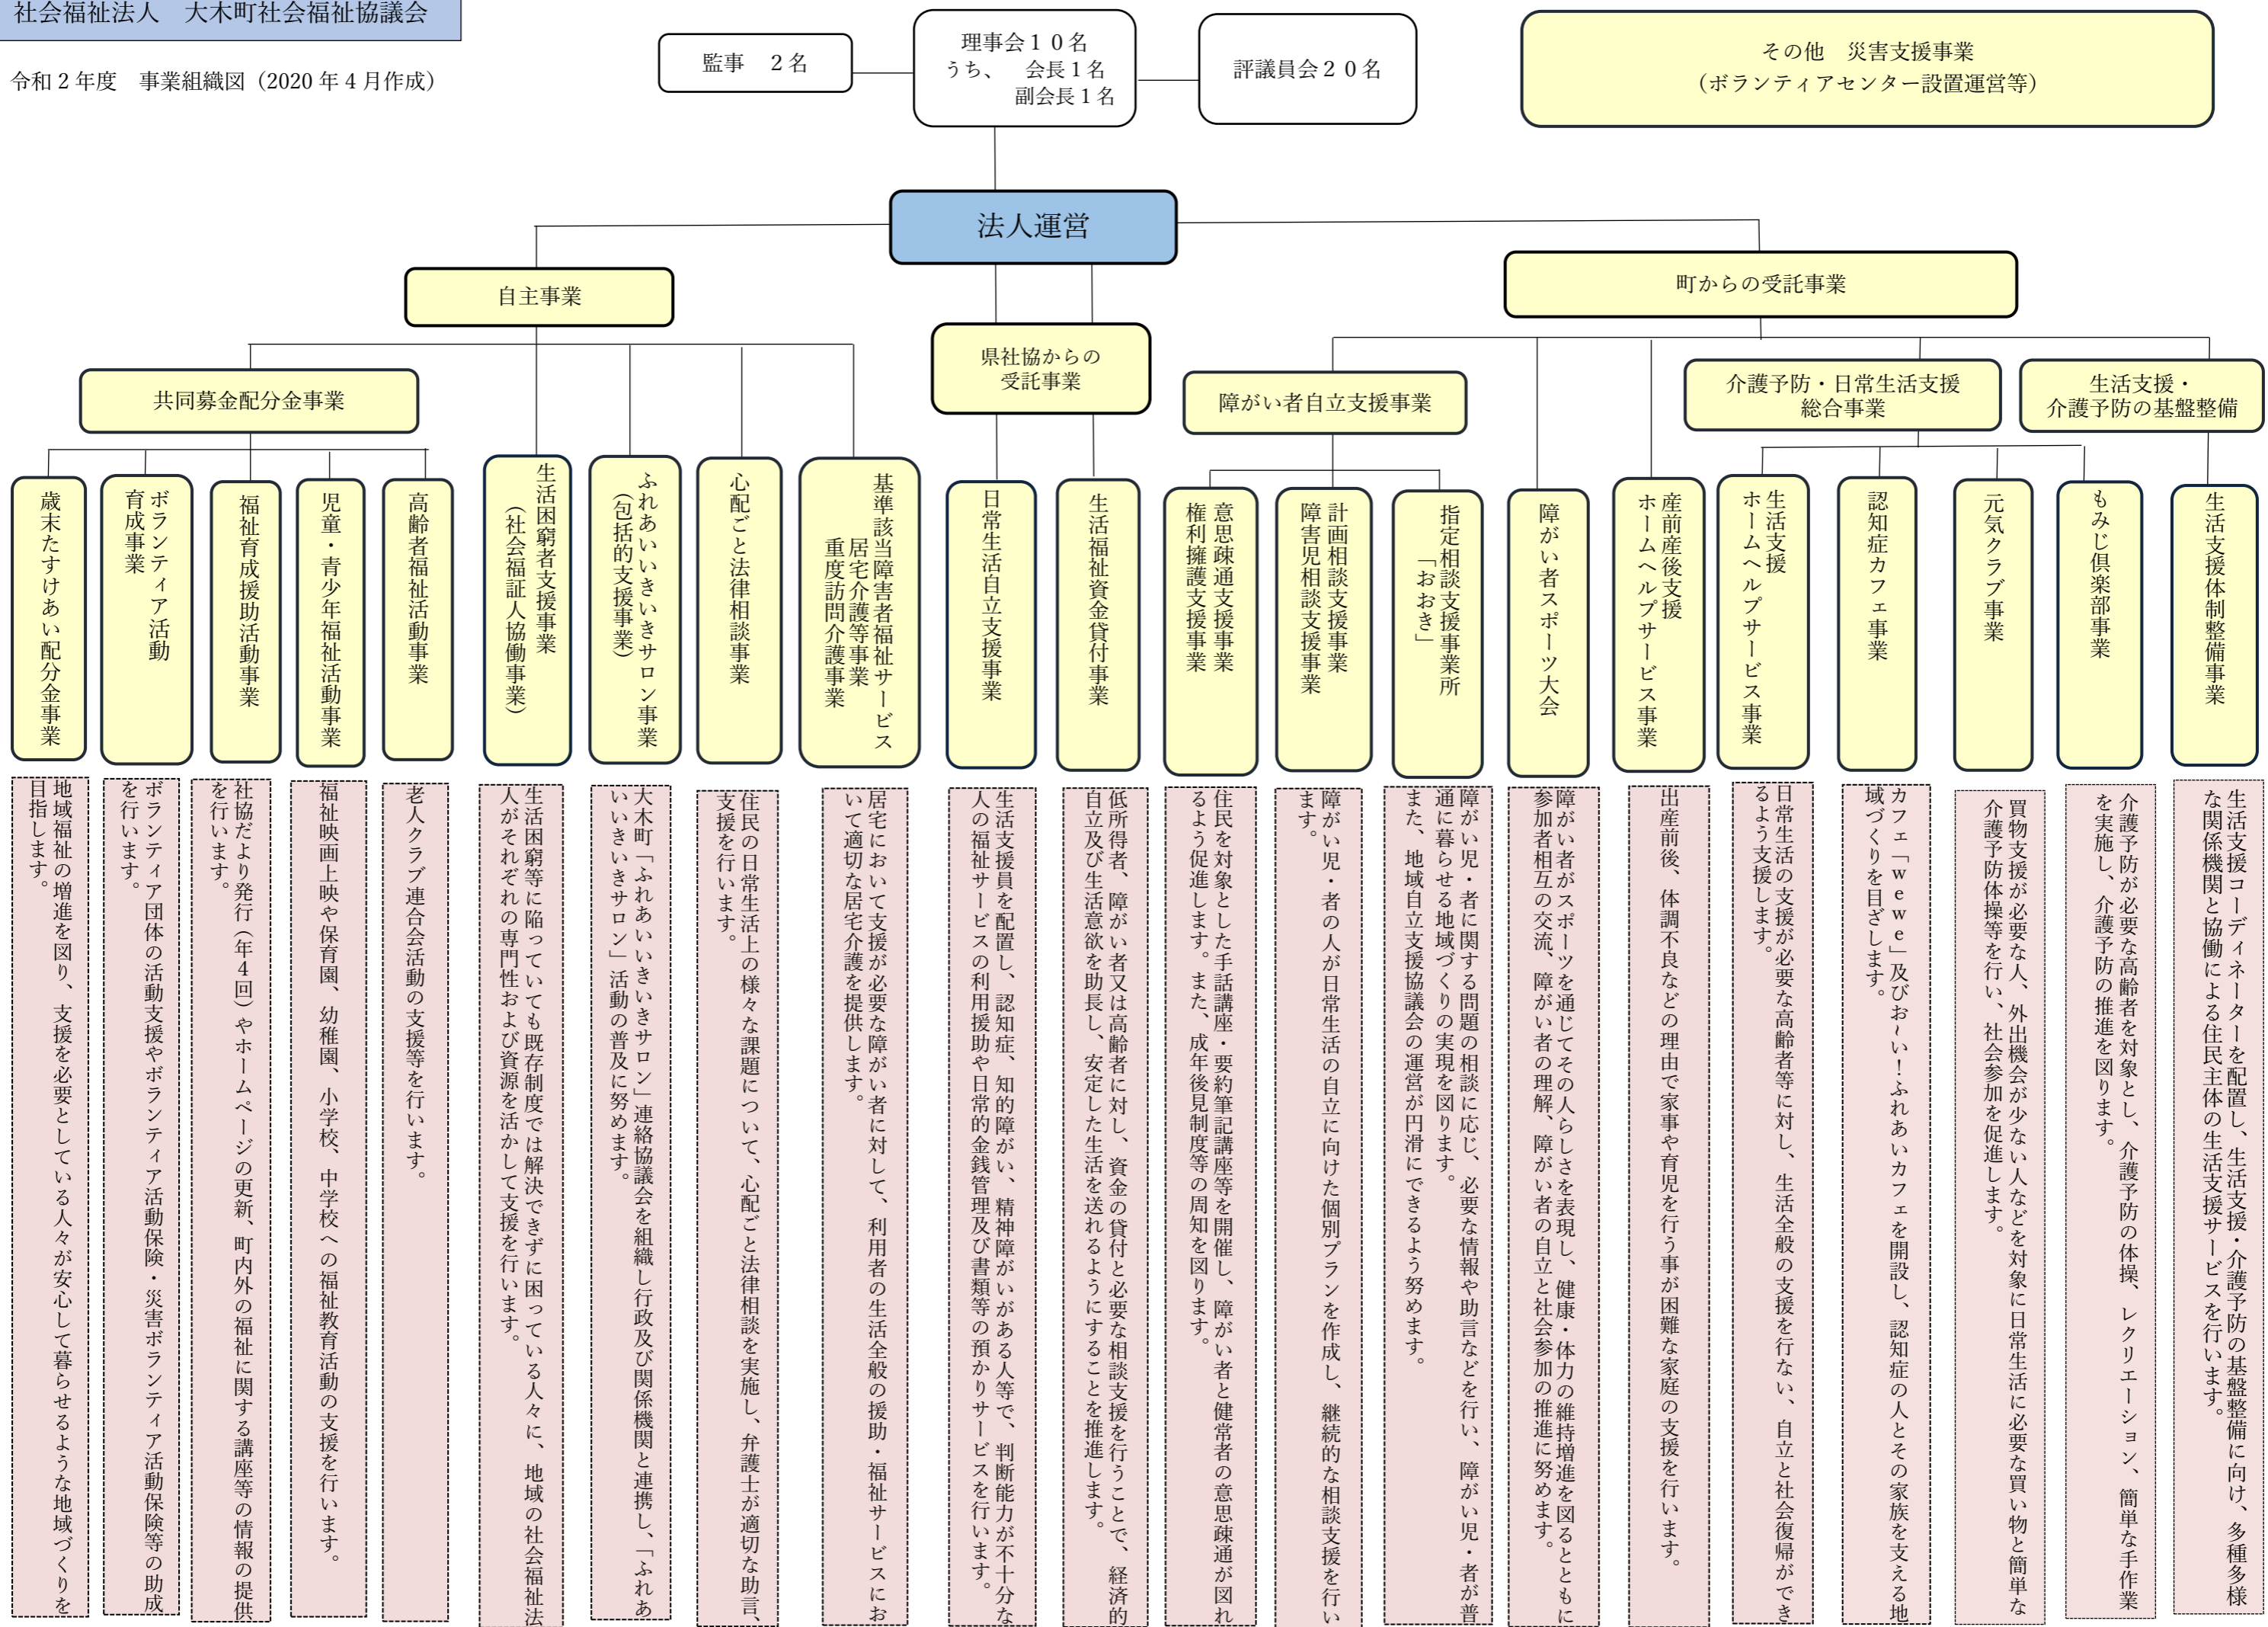 社会福祉法人　大木町社会福祉協議会
令和２年度　事業組織図（2020年４月作成）
監事　２名
理事会１０名
うち、　会長１名
副会長１名
評議員会２０名
その他　災害支援事業
（ボランティアセンター設置運営等）
法人運営
自主事業
県社協からの
受託事業
町からの受託事業
共同募金配分金事業
障がい者自立支援事業
介護予防・日常生活支援
総合事業
生活支援・
介護予防の基盤整備
歳末たすけあい配分金事業
ボランティア活動
育成事業
福祉育成援助活動事業
児童・青少年福祉活動事業
高齢者福祉活動事業
生活困窮者支援事業
（社会福証人協働事業）
ふれあいいきいきサロン事業
（包括的支援事業）
心配ごと法律相談事業
基準該当障害者福祉サービス
居宅介護等事業
重度訪問介護事業
日常生活自立支援事業
生活福祉資金貸付事業
意思疎通支援事業
権利擁護支援事業
計画相談支援事業
障害児相談支援事業
指定相談支援事業所
「おおき」
障がい者スポーツ大会
産前産後支援
ホームヘルプサービス事業
生活支援
ホームヘルプサービス事業
認知症カフェ事業
元気クラブ事業
もみじ倶楽部事業
生活支援体制整備事業
地域福祉の増進を図り、支援を必要としている人々が安心して暮らせるような地域づくりを
目指します。
ボランティア団体の活動支援やボランティア活動保険・災害ボランティア活動保険等の助成
を行います。
社協だより発行（年４回）やホームページの更新、町内外の福祉に関する講座等の情報の提供
を行います。
福祉映画上映や保育園、幼稚園、小学校、中学校への福祉教育活動の支援を行います。
老人クラブ連合会活動の支援等を行います。
生活困窮等に陥っていても既存制度では解決できずに困っている人々に、地域の社会福祉法
人がそれぞれの専門性および資源を活かして支援を行います。
大木町「ふれあいいきいきサロン」連絡協議会を組織し行政及び関係機関と連携し、「ふれあ
いいきいきサロン」活動の普及に努めます。
住民の日常生活上の様々な課題について、心配ごと法律相談を実施し、弁護士が適切な助言、
支援を行います。
居宅において支援が必要な障がい者に対して、利用者の生活全般の援助・福祉サービスにお
いて適切な居宅介護を提供します。
生活支援員を配置し、認知症、知的障がい、精神障がいがある人等で、判断能力が不十分な
人の福祉サービスの利用援助や日常的金銭管理及び書類等の預かりサービスを行います。
低所得者、障がい者又は高齢者に対し、資金の貸付と必要な相談支援を行うことで、経済的
自立及び生活意欲を助長し、安定した生活を送れるようにすることを推進します。
住民を対象とした手話講座・要約筆記講座等を開催し、障がい者と健常者の意思疎通が図れ
るよう促進します。また、成年後見制度等の周知を図ります。
障がい児・者の人が日常生活の自立に向けた個別プランを作成し、継続的な相談支援を行い
ます。
障がい児・者に関する問題の相談に応じ、必要な情報や助言などを行い、障がい児・者が普
通に暮らせる地域づくりの実現を図ります。
また、地域自立支援協議会の運営が円滑にできるよう努めます。
障がい者がスポーツを通じてその人らしさを表現し、健康・体力の維持増進を図るとともに
参加者相互の交流、障がい者の理解、障がい者の自立と社会参加の推進に努めます。
出産前後、体調不良などの理由で家事や育児を行う事が困難な家庭の支援を行います。
日常生活の支援が必要な高齢者等に対し、生活全般の支援を行ない、自立と社会復帰ができ
るよう支援します。
カフェ「ｗｅｗｅ」及びお～い！ふれあいカフェを開設し、認知症の人とその家族を支える地
域づくりを目ざします。
買物支援が必要な人、外出機会が少ない人などを対象に日常生活に必要な買い物と簡単な
介護予防体操等を行い、社会参加を促進します。
介護予防が必要な高齢者を対象とし、介護予防の体操、レクリエーション、簡単な手作業
を実施し、介護予防の推進を図ります。
生活支援コーディネーターを配置し、生活支援・介護予防の基盤整備に向け、多種多様
な関係機関と協働による住民主体の生活支援サービスを行います。